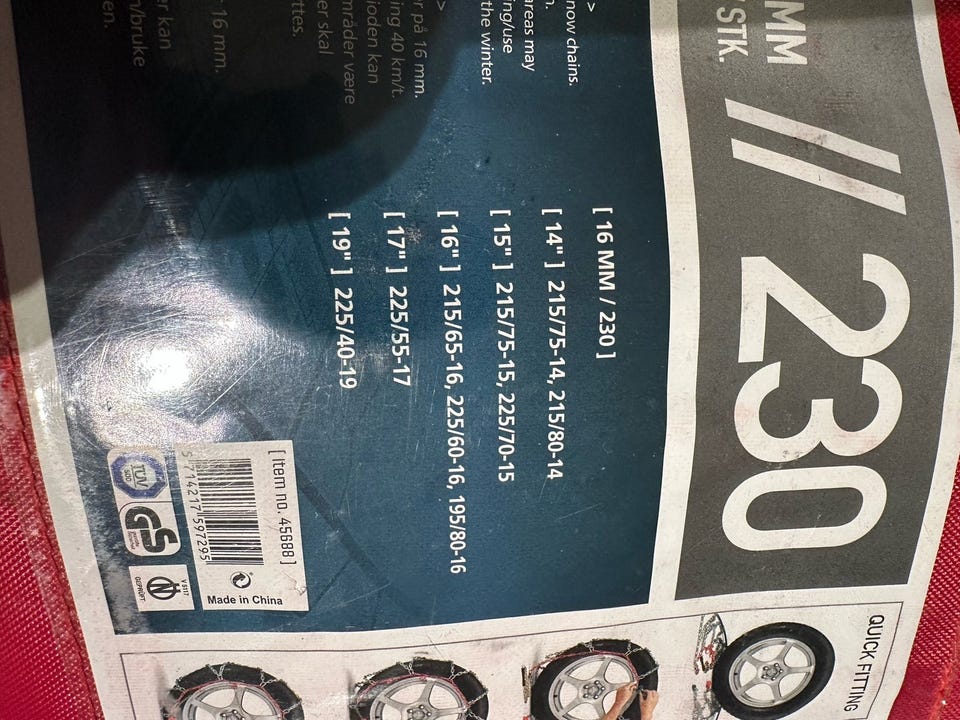 MM // 230
STK.
>
now chains.
n.
areas may
ing/use
the winter.
>
r på 16 mm.
ing 40 km/t.
ioden kan
mråder være
er skal
ttes.
16 mm.
er kan
n/bruke
en.
[ 16 MM / 230 ]
[ 14" ] 215/75-14, 215/80-14
[ 15" ] 215/75-15, 225/70-15
[ 16" ] 215/65-16, 225/60-16, 195/80-16
[ 17" ] 225/55-17
[ 19" ] 225/40-19
[ Item no. 45688 ]
5 714217 597295
Made in China
TÜV
GS
V 5117
GEPRÜFT
QUICK FITTING